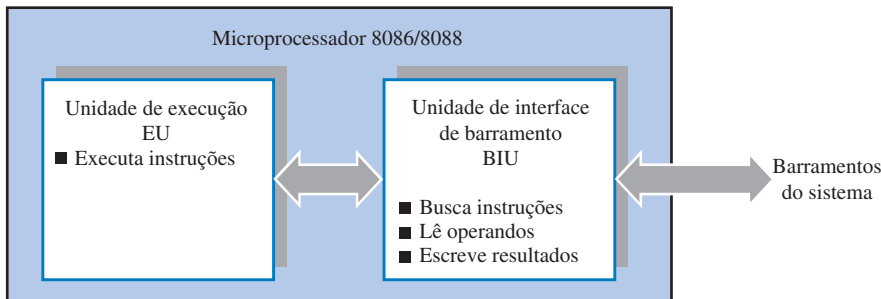 Microprocessador 8086/8088
Unidade de execução
EU
■ Executa instruções
Unidade de interface
de barramento
BIU
■ Busca instruções
■ Lê operandos
■ Escreve resultados
Barramentos
do sistema